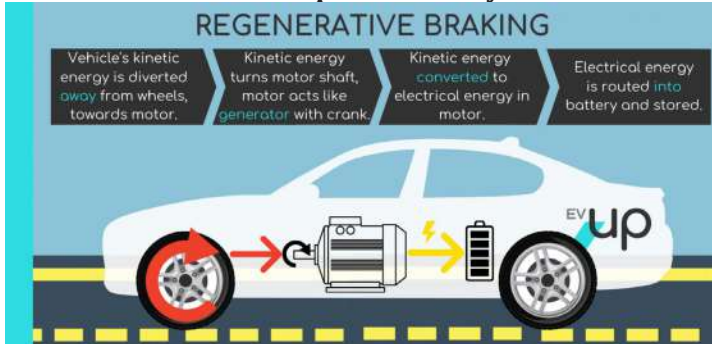 REGENERATIVE BRAKING
Vehicle's kinetic
energy is diverted
away from wheels,
towards motor.
Kinetic energy
turns motor shaft,
motor acts like
generator with crank.
Kinetic energy
converted to
electrical energy in
motor.
Electrical energy
is routed into
battery and stored.
EV up